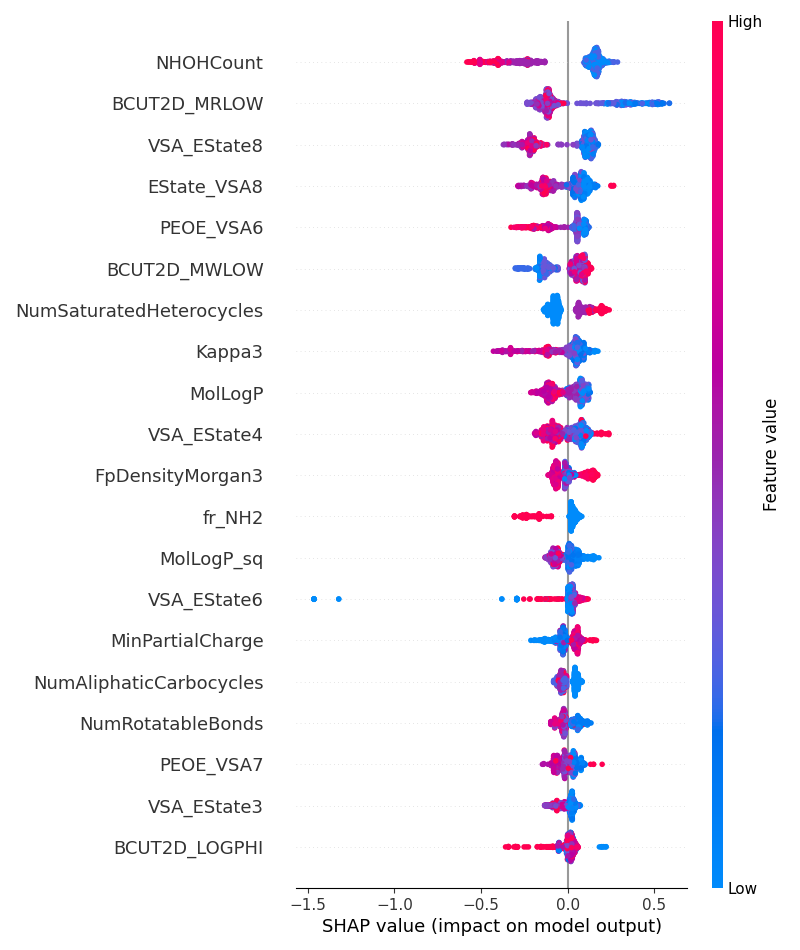 High
NHOHCount
BCUT2D_MRLOW
VSA_EState8
EState_VSA8
PEOE_VSA6
BCUT2D_MWLOW
NumSaturatedHeterocycles
Kappa3
MolLogP
VSA_EState4
FpDensityMorgan3
fr_NH2
MolLogP_sq
VSA_EState6
MinPartialCharge
NumAliphaticCarbocycles
NumRotatableBonds
PEOE_VSA7
VSA_EState3
BCUT2D_LOGPHI
Feature value
Low
−1.5 −1.0 −0.5 0.0 0.5
SHAP value (impact on model output)